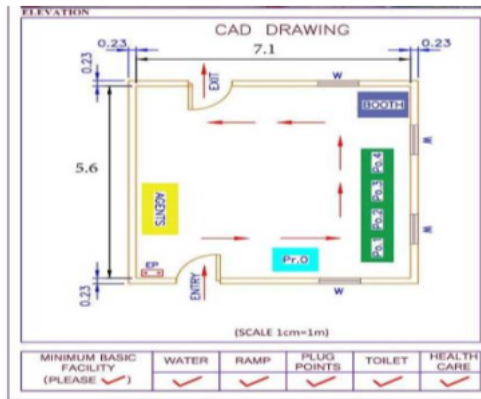 ELEVATION
CAD DRAWING
0.23
7.1
0.23
0.23
EXIT
W
BOOTH
W
5.6
Po.4
Po.3
Po.2
Po.1
AGENTS
W
EP
Pr.O
ENTRY
0.23
W
(SCALE 1cm=1m)
MINIMUM BASIC FACILITY (PLEASE ✓)
WATER
RAMP
PLUG POINTS
TOILET
HEALTH CARE